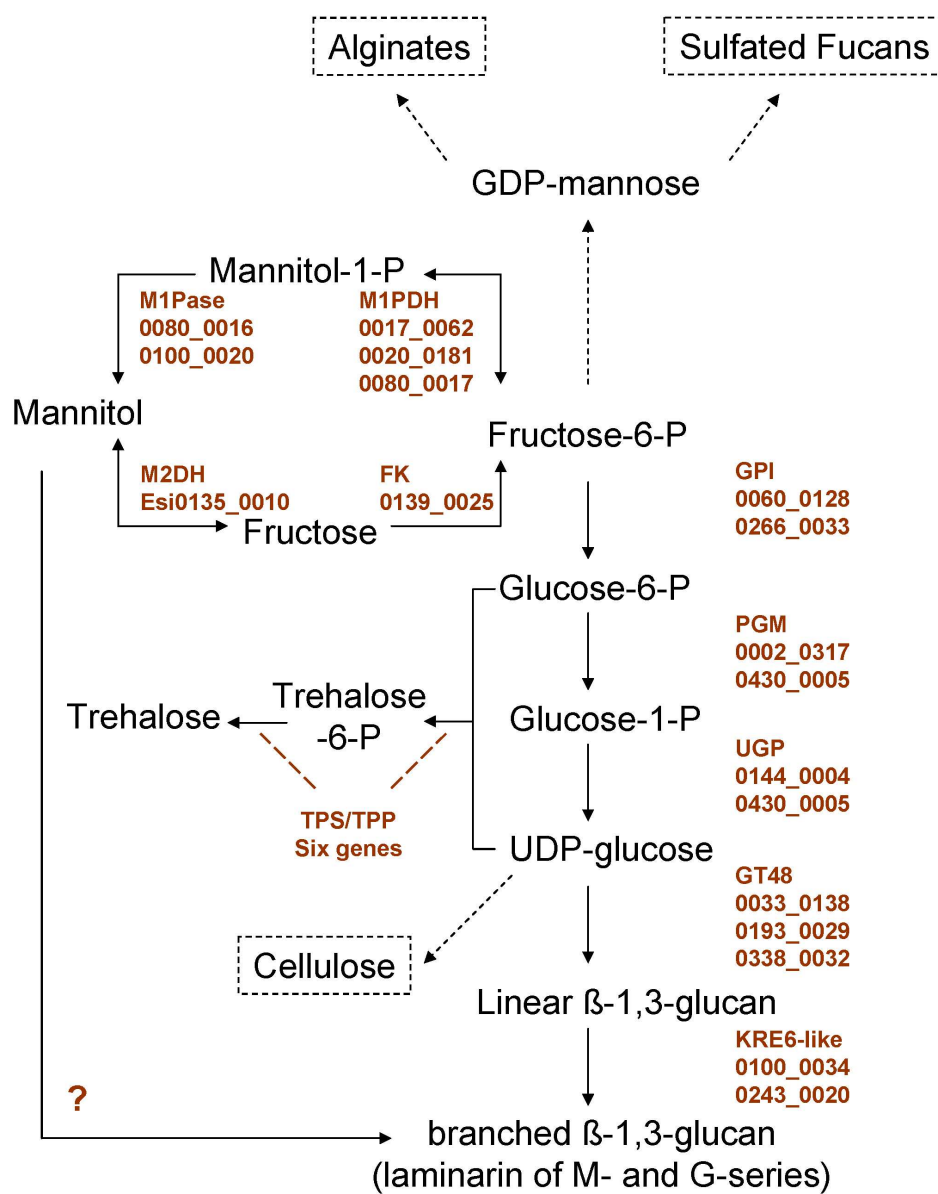 Alginates
Sulfated Fucans
GDP-mannose
Mannitol-1-P
M1Pase
0080_0016
0100_0020
M1PDH
0017_0062
0020_0181
0080_0017
Mannitol
Fructose-6-P
M2DH
Esi0135_0010
FK
0139_0025
Fructose
GPI
0060_0128
0266_0033
Glucose-6-P
PGM
0002_0317
0430_0005
Trehalose
Trehalose
-6-P
Glucose-1-P
UGP
0144_0004
0430_0005
TPS/TPP
Six genes
UDP-glucose
GT48
0033_0138
0193_0029
0338_0032
Cellulose
Linear ß-1,3-glucan
KRE6-like
0100_0034
0243_0020
?
branched ß-1,3-glucan
(laminarin of M- and G-series)